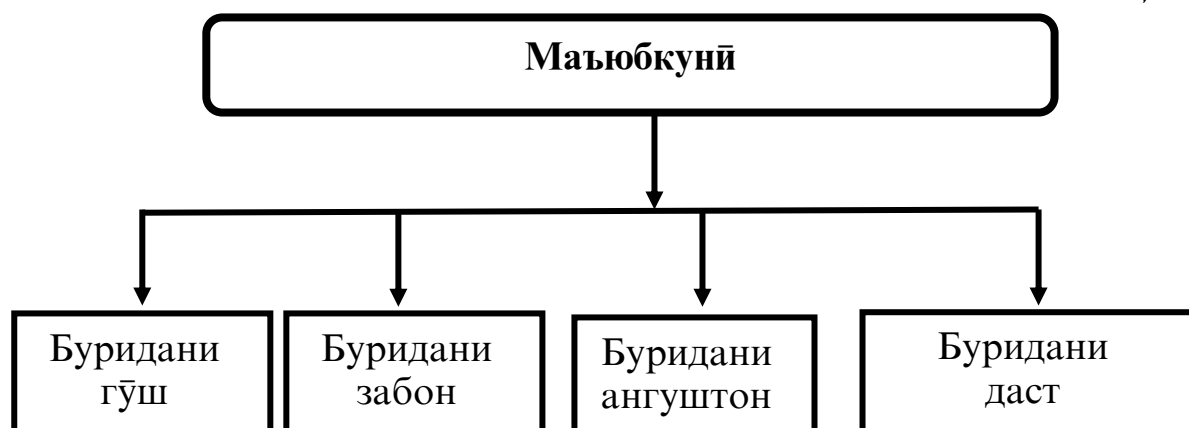 Маъюбкунӣ
Буридани
гӯш
Буридани
забон
Буридани
ангуштон
Буридани
даст